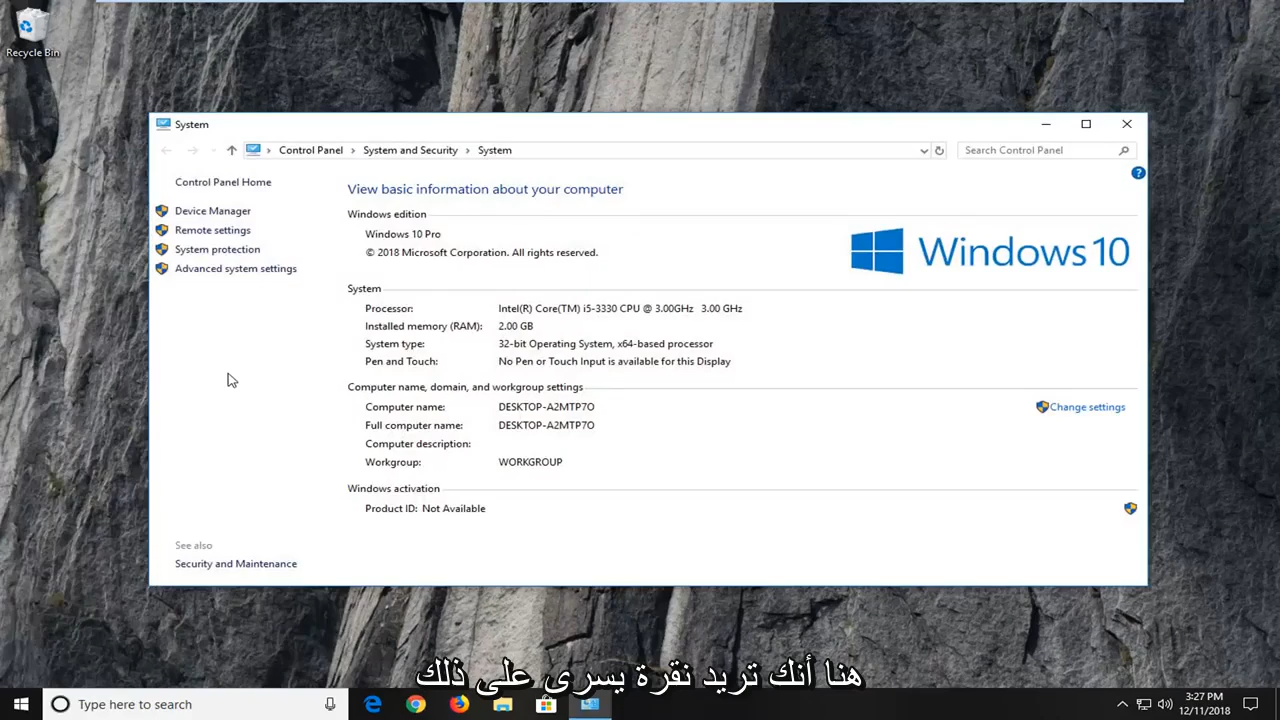 Recycle Bin
System
Control Panel > System and Security > System
Search Control Panel
Control Panel Home
Device Manager
Remote settings
System protection
Advanced system settings
See also
Security and Maintenance
View basic information about your computer
Windows edition
Windows 10 Pro
© 2018 Microsoft Corporation. All rights reserved.
Windows 10
System
Processor: Intel(R) Core(TM) i5-3330 CPU @ 3.00GHz 3.00 GHz
Installed memory (RAM): 2.00 GB
System type: 32-bit Operating System, x64-based processor
Pen and Touch: No Pen or Touch Input is available for this Display
Computer name, domain, and workgroup settings
Computer name: DESKTOP-A2MTP7O
Change settings
Full computer name: DESKTOP-A2MTP7O
Computer description:
Workgroup: WORKGROUP
Windows activation
Product ID: Not Available
هنا أنك تريد نقرة يسرى على ذلك
Type here to search
3:27 PM
12/11/2018